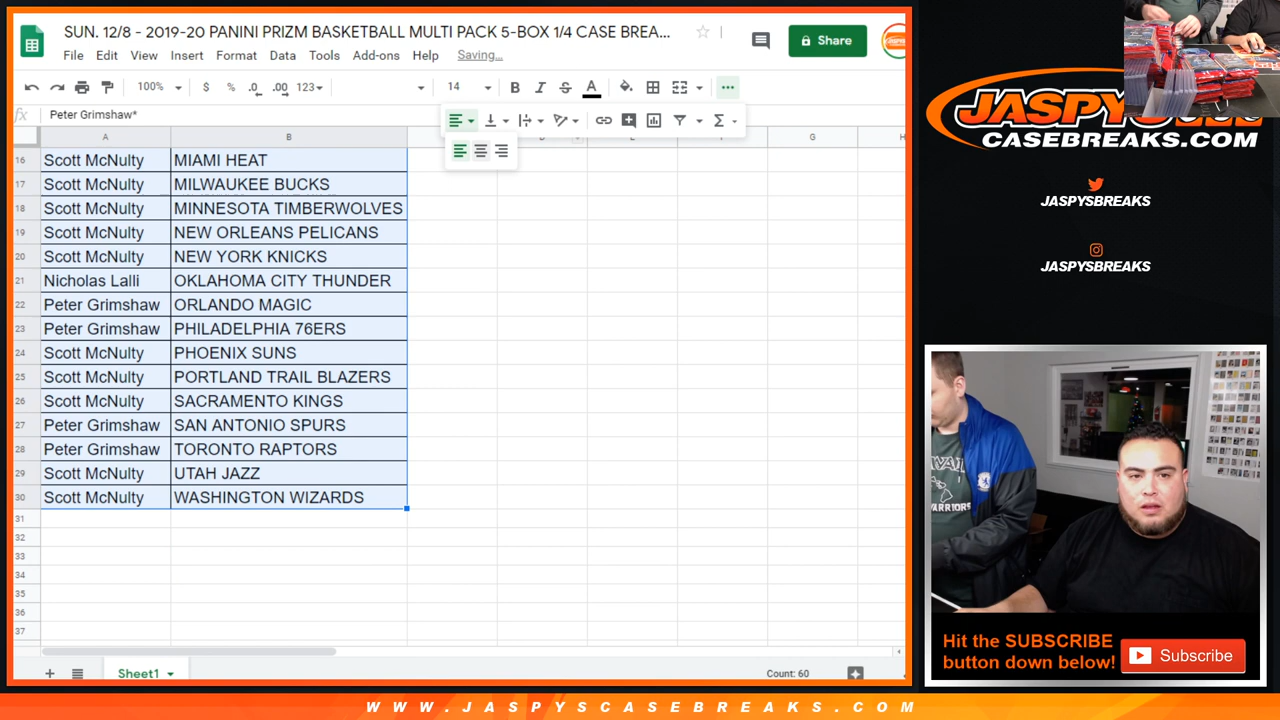 SUN. 12/8 - 2019-20 PANINI PRIZM BASKETBALL MULTI PACK 5-BOX 1/4 CASE BREA...
Share
File Edit View Insert Format Data Tools Add-ons Help Saving...
100% $ % .0 .00 123 14 B I S A
fx Peter Grimshaw*
A B G H
16 Scott McNulty MIAMI HEAT
17 Scott McNulty MILWAUKEE BUCKS
18 Scott McNulty MINNESOTA TIMBERWOLVES
19 Scott McNulty NEW ORLEANS PELICANS
20 Scott McNulty NEW YORK KNICKS
21 Nicholas Lalli OKLAHOMA CITY THUNDER
22 Peter Grimshaw ORLANDO MAGIC
23 Peter Grimshaw PHILADELPHIA 76ERS
24 Scott McNulty PHOENIX SUNS
25 Scott McNulty PORTLAND TRAIL BLAZERS
26 Scott McNulty SACRAMENTO KINGS
27 Peter Grimshaw SAN ANTONIO SPURS
28 Peter Grimshaw TORONTO RAPTORS
29 Scott McNulty UTAH JAZZ
30 Scott McNulty WASHINGTON WIZARDS
31
32
33
34
35
36
37
Sheet1
Count: 60
CASEBREAKS.COM
JASPYSBREAKS
JASPYSBREAKS
Hit the SUBSCRIBE
button down below!
Subscribe
WWW.JASPYSCASEBREAKS.COM